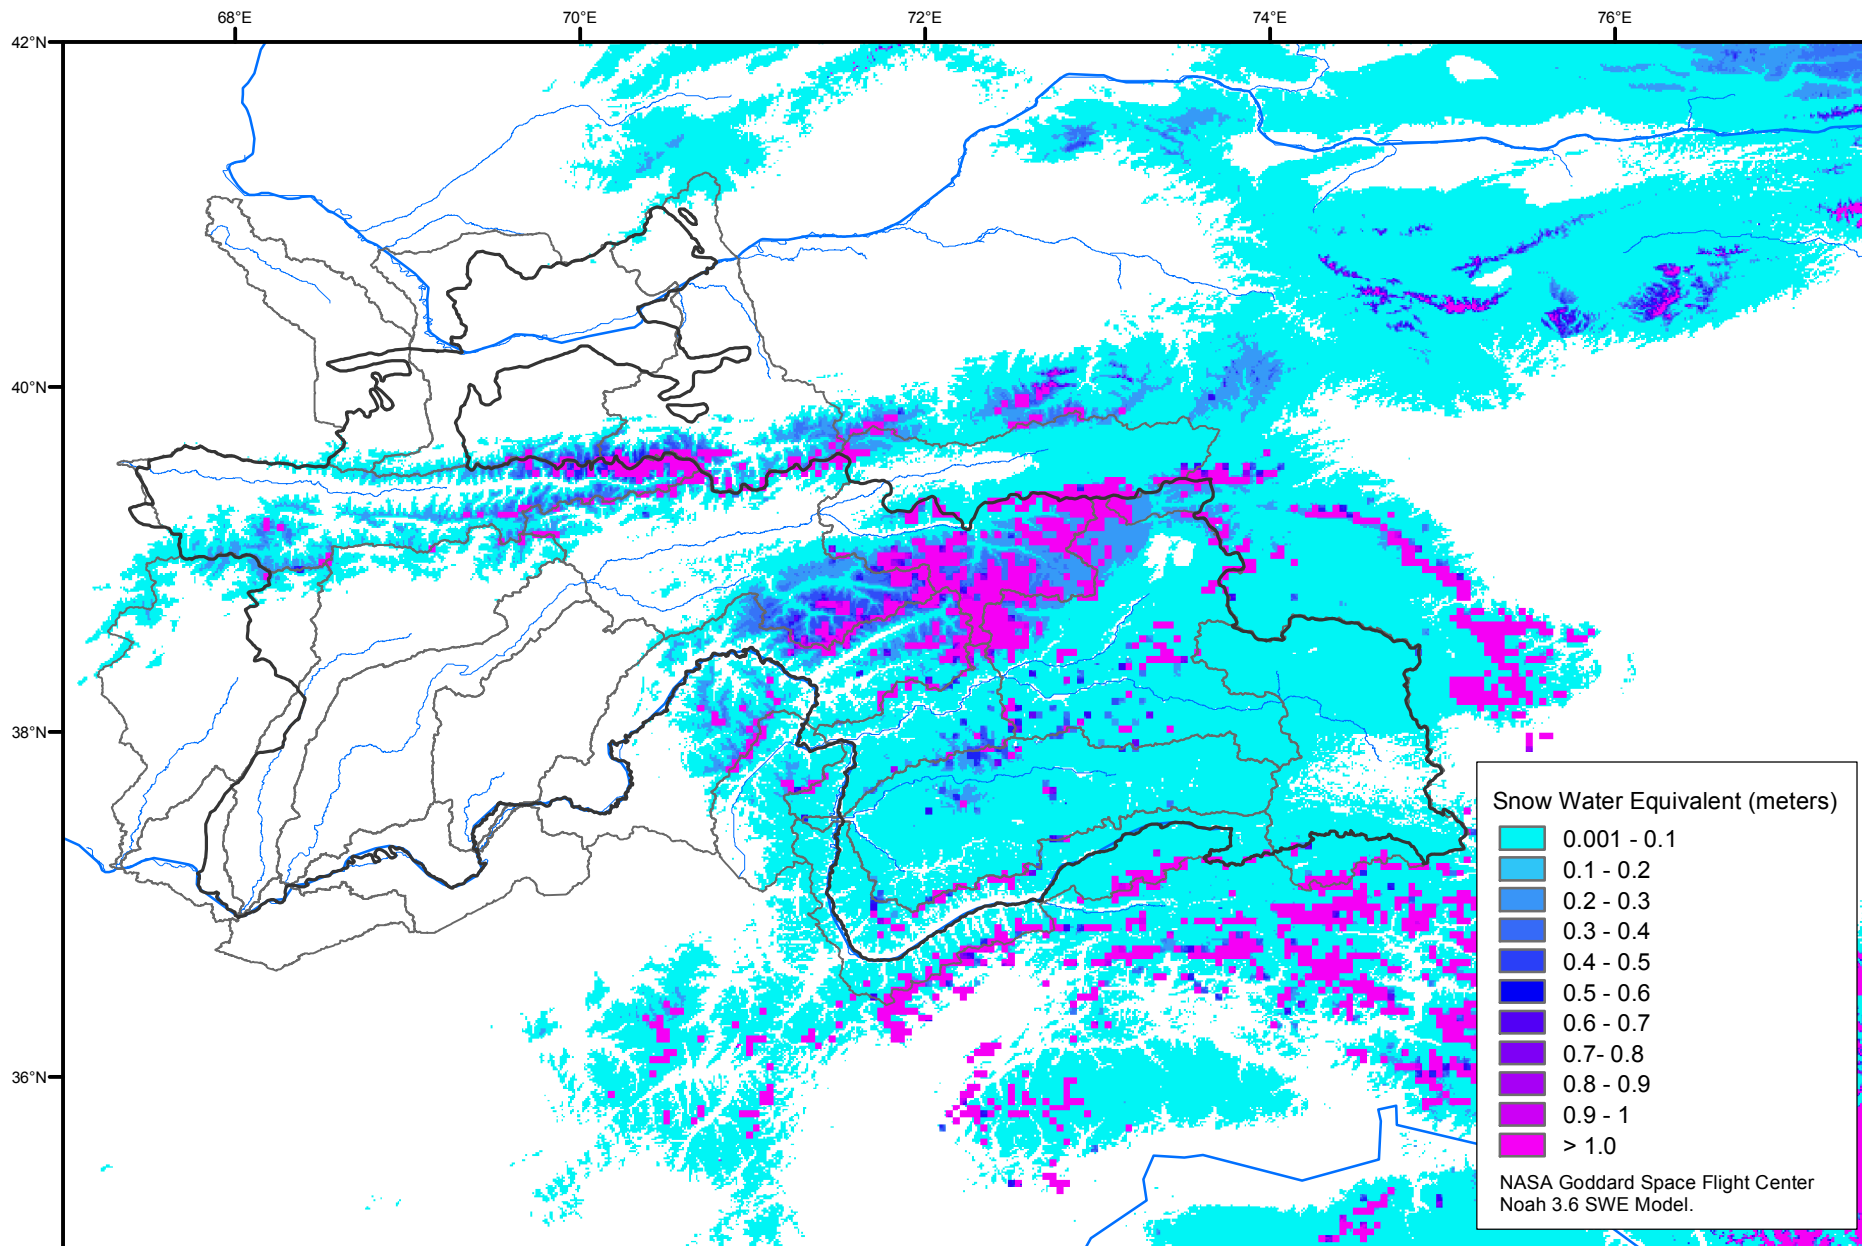 68°E
70°E
72°E
74°E
76°E
42°N
40°N
38°N
36°N
Snow Water Equivalent (meters)
0.001 - 0.1
0.1 - 0.2
0.2 - 0.3
0.3 - 0.4
0.4 - 0.5
0.5 - 0.6
0.6 - 0.7
0.7- 0.8
0.8 - 0.9
0.9 - 1
> 1.0
NASA Goddard Space Flight Center
Noah 3.6 SWE Model.